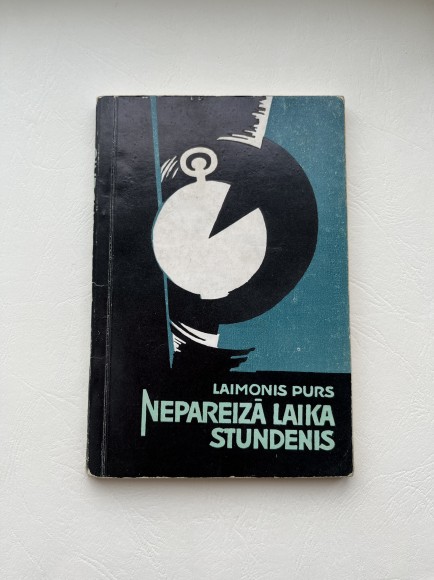 LAIMONIS PURS
NEPAREIZĀ LAIKA
STUNDENIS